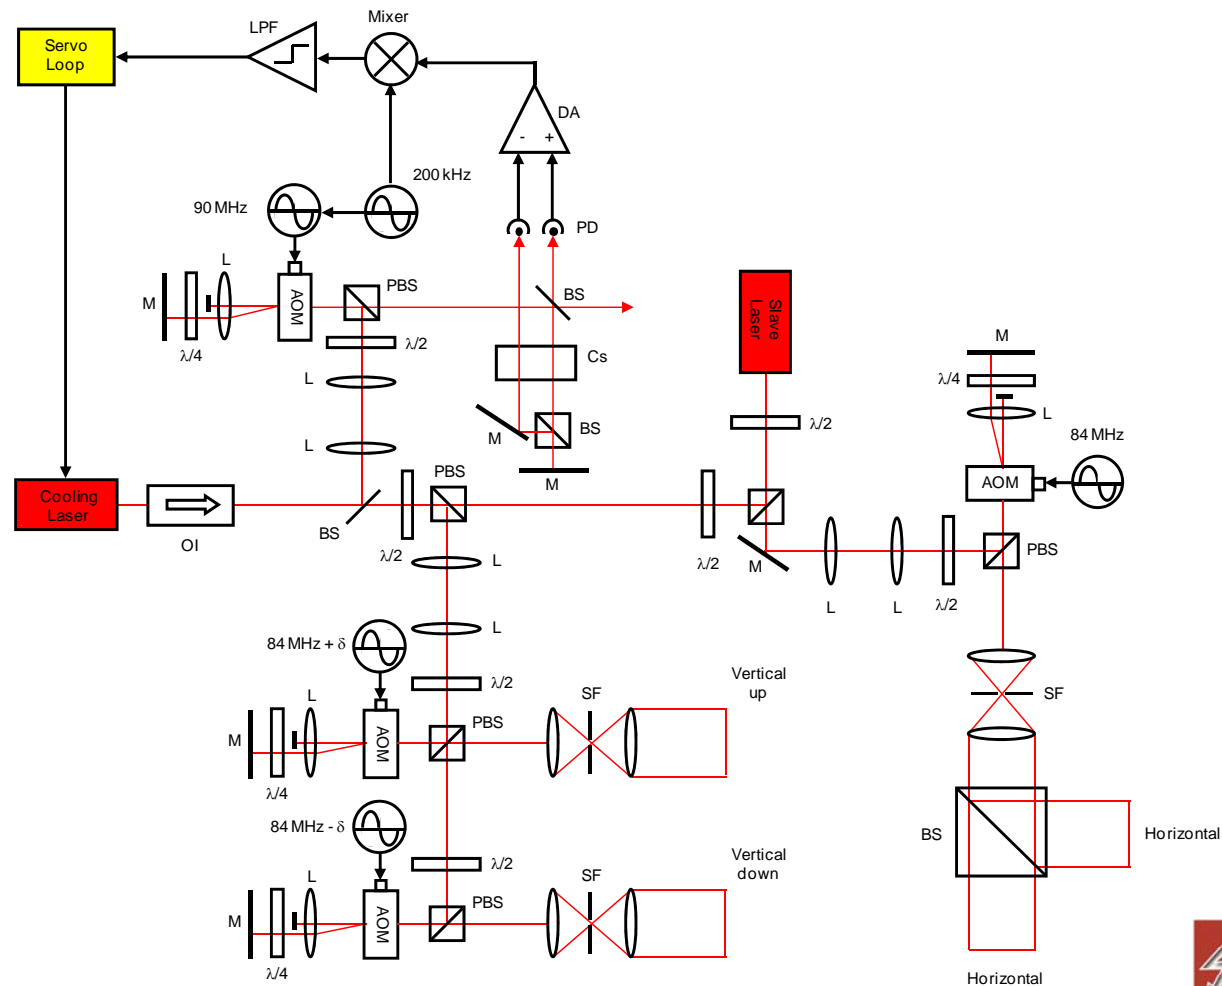 LPF
Mixer
Servo
Loop
DA
- +
200 kHz
90 MHz
PD
L
PBS
BS
M
AOM
λ/4
λ/2
Slave
Laser
Cs
M
L
λ/4
BS
M
λ/2
L
84 MHz
L
M
PBS
AOM
Cooling
Laser
BS
OI
λ/2
L
λ/2
M
PBS
L
L
λ/2
L
84 MHz + δ
λ/2
Vertical
up
SF
SF
L
PBS
M
AOM
λ/4
84 MHz - δ
BS
Horizontal
λ/2
Vertical
down
SF
L
PBS
M
AOM
λ/4
Horizontal